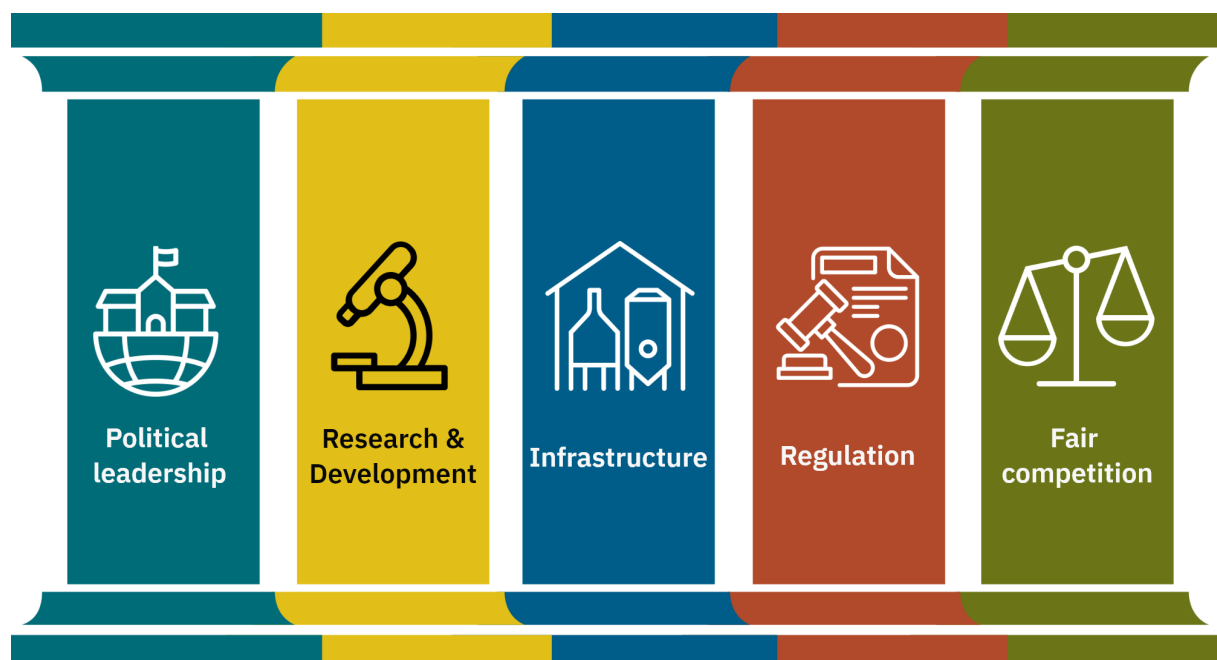 Political
leadership
Research &
Development
Infrastructure
Regulation
Fair
competition